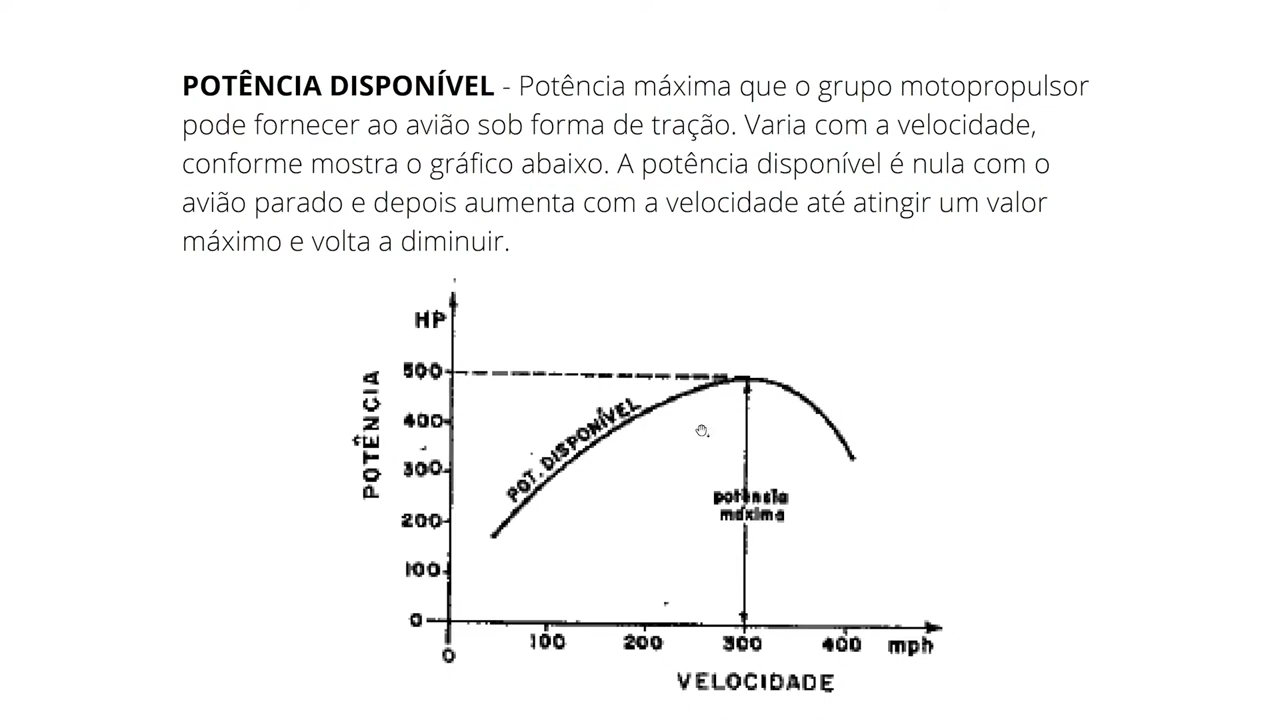 POTÊNCIA DISPONÍVEL - Potência máxima que o grupo motopropulsor
pode fornecer ao avião sob forma de tração. Varia com a velocidade,
conforme mostra o gráfico abaixo. A potência disponível é nula com o
avião parado e depois aumenta com a velocidade até atingir um valor
máximo e volta a diminuir.
HP
POTÊNCIA
500
400
300
200
100
0
POT. DISPONÍVEL
potência
máxima
0
100
200
300
400
mph
VELOCIDADE